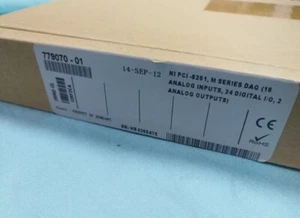 779070-01
14-SEP-12
NI PCI-6251, M SERIES DAQ (16
ANALOG INPUTS, 24 DIGITAL I/O, 2
ANALOG OUTPUTS)
CE
RoHS